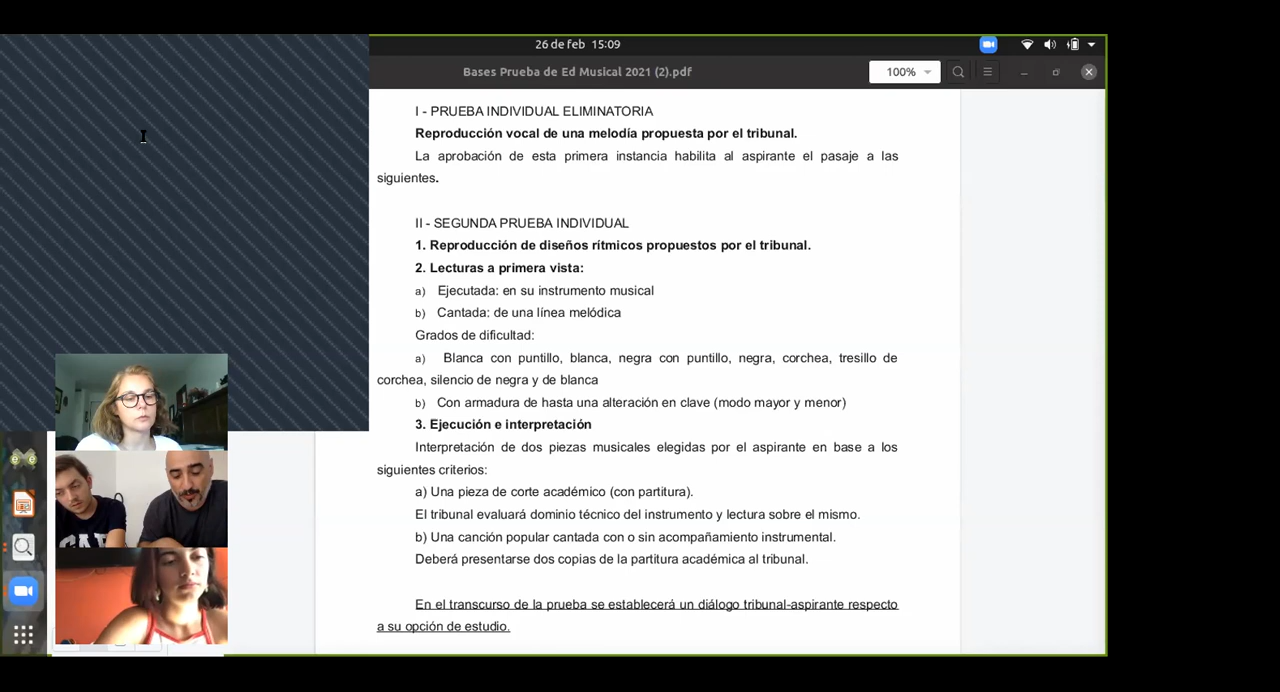 26 de feb 15:09
Bases Prueba de Ed Musical 2021 (2).pdf
100%
I - PRUEBA INDIVIDUAL ELIMINATORIA
Reproducción vocal de una melodía propuesta por el tribunal.
La aprobación de esta primera instancia habilita al aspirante el pasaje a las
siguientes.
II - SEGUNDA PRUEBA INDIVIDUAL
1. Reproducción de diseños rítmicos propuestos por el tribunal.
2. Lecturas a primera vista:
a) Ejecutada: en su instrumento musical
b) Cantada: de una línea melódica
Grados de dificultad:
a) Blanca con puntillo, blanca, negra con puntillo, negra, corchea, tresillo de
corchea, silencio de negra y de blanca
b) Con armadura de hasta una alteración en clave (modo mayor y menor)
3. Ejecución e interpretación
Interpretación de dos piezas musicales elegidas por el aspirante en base a los
siguientes criterios:
a) Una pieza de corte académico (con partitura).
El tribunal evaluará dominio técnico del instrumento y lectura sobre el mismo.
b) Una canción popular cantada con o sin acompañamiento instrumental.
Deberá presentarse dos copias de la partitura académica al tribunal.
En el transcurso de la prueba se establecerá un diálogo tribunal-aspirante respecto
a su opción de estudio.